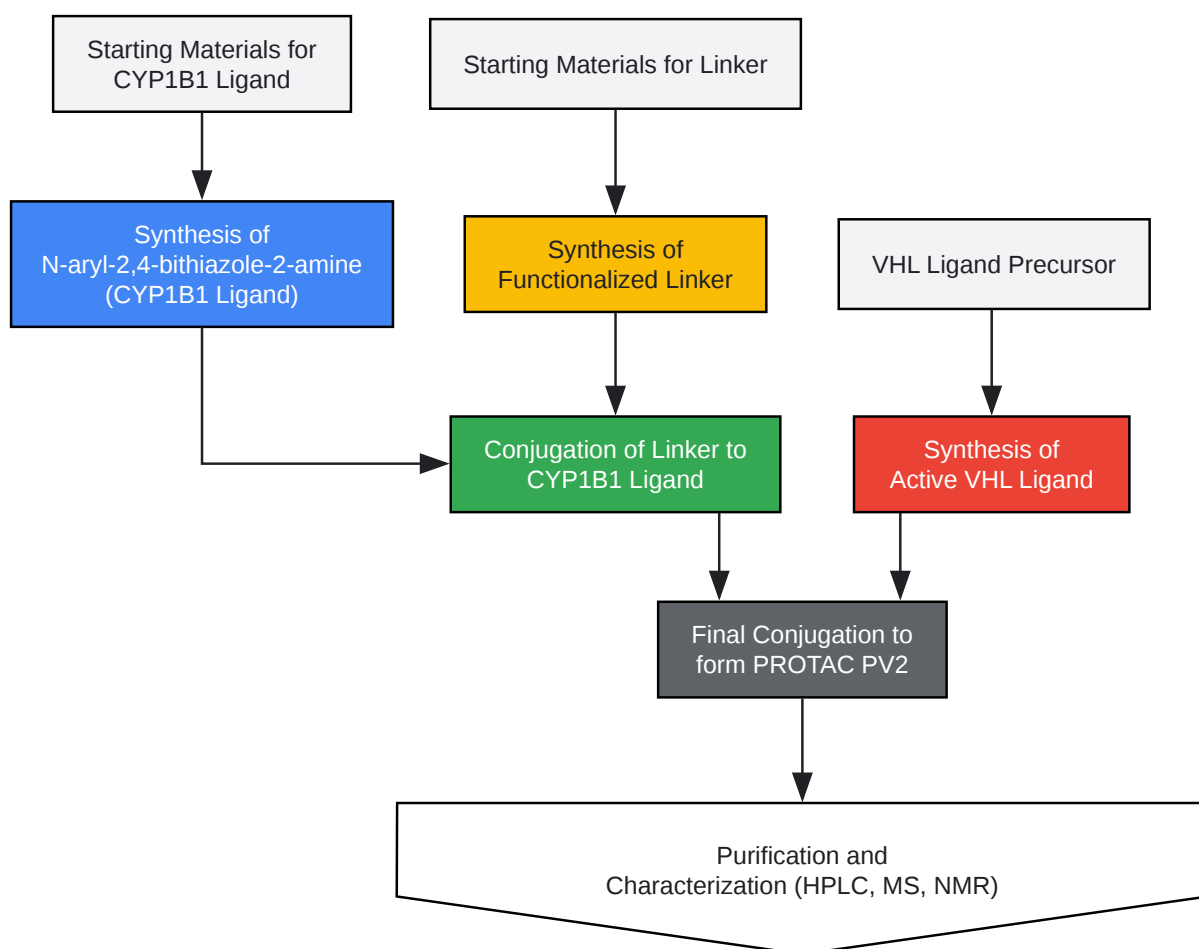 Starting Materials for
CYP1B1 Ligand
Starting Materials for Linker
Synthesis of
N-aryl-2,4-bithiazole-2-amine
(CYP1B1 Ligand)
Synthesis of
Functionalized Linker
VHL Ligand Precursor
Conjugation of Linker to
CYP1B1 Ligand
Synthesis of
Active VHL Ligand
Final Conjugation to
form PROTAC PV2
Purification and
Characterization (HPLC, MS, NMR)